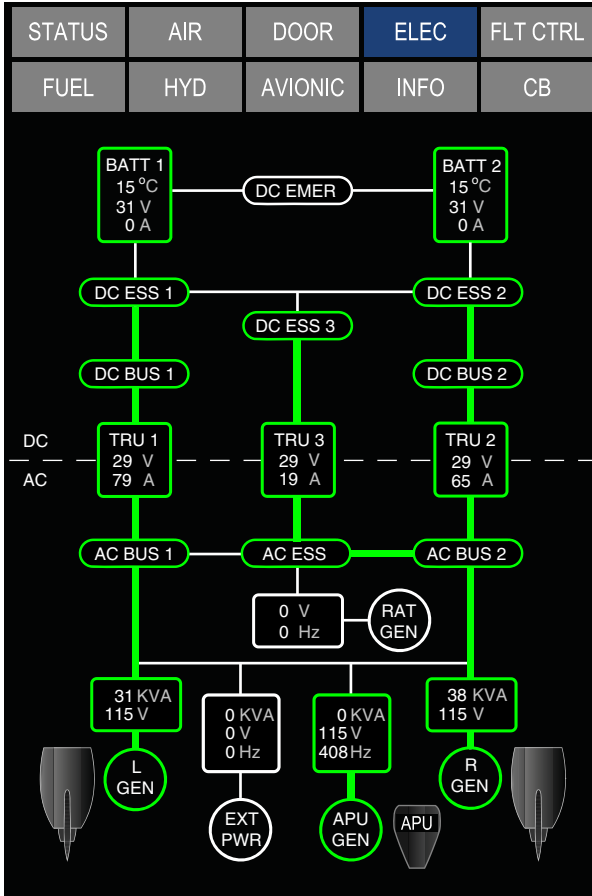 STATUS
AIR
DOOR
ELEC
FLT CTRL
FUEL
HYD
AVIONIC
INFO
CB
BATT 1
15 °C
31 V
0 A
DC EMER
BATT 2
15 °C
31 V
0 A
DC ESS 1
DC ESS 2
DC ESS 3
DC BUS 1
DC BUS 2
DC
AC
TRU 1
29 V
79 A
TRU 3
29 V
19 A
TRU 2
29 V
65 A
AC BUS 1
AC ESS
AC BUS 2
0 V
0 Hz
RAT
GEN
31 KVA
115 V
0 KVA
0 V
0 Hz
0 KVA
115 V
408 Hz
38 KVA
115 V
L
GEN
EXT
PWR
APU
GEN
APU
R
GEN